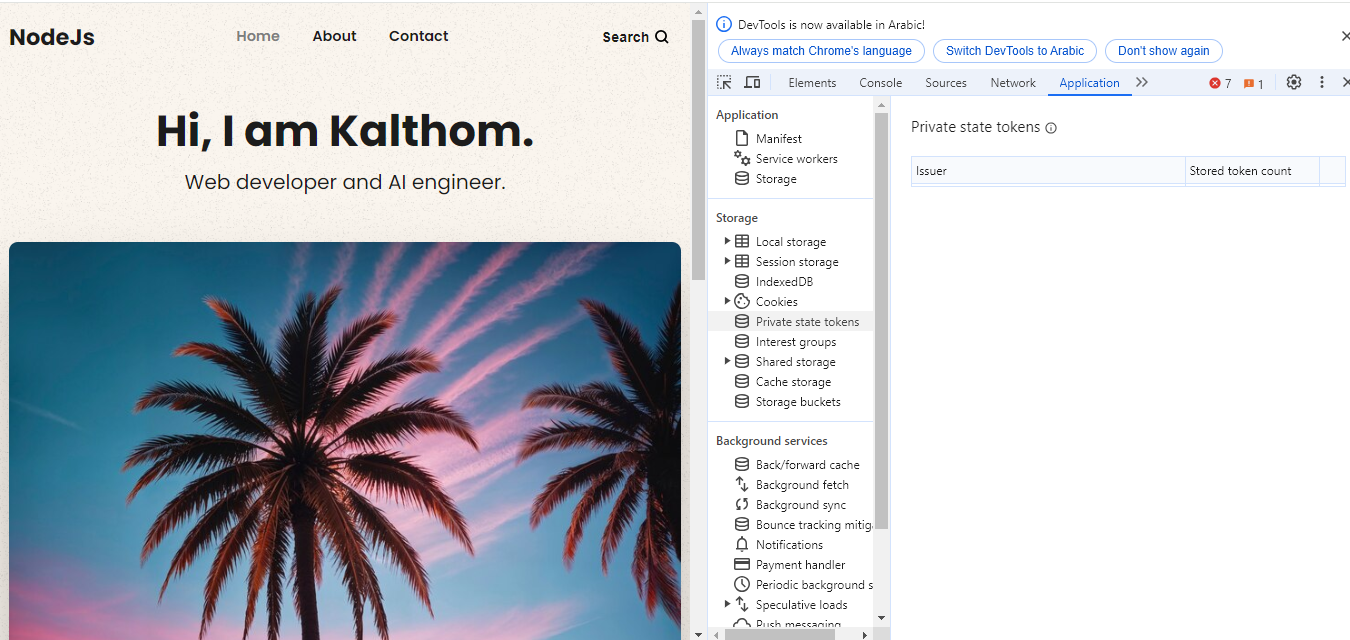 NodeJs
Home About Contact
Search
Hi, I am Kalthom.
Web developer and AI engineer.
DevTools is now available in Arabic!
Always match Chrome's language Switch DevTools to Arabic Don't show again
Elements Console Sources Network Application 7 1
Application
Manifest
Service workers
Storage
Storage
Local storage
Session storage
IndexedDB
Cookies
Private state tokens
Interest groups
Shared storage
Cache storage
Storage buckets
Background services
Back/forward cache
Background fetch
Background sync
Bounce tracking mitig
Notifications
Payment handler
Periodic background s
Speculative loads
Push messaging
Private state tokens
Issuer Stored token count